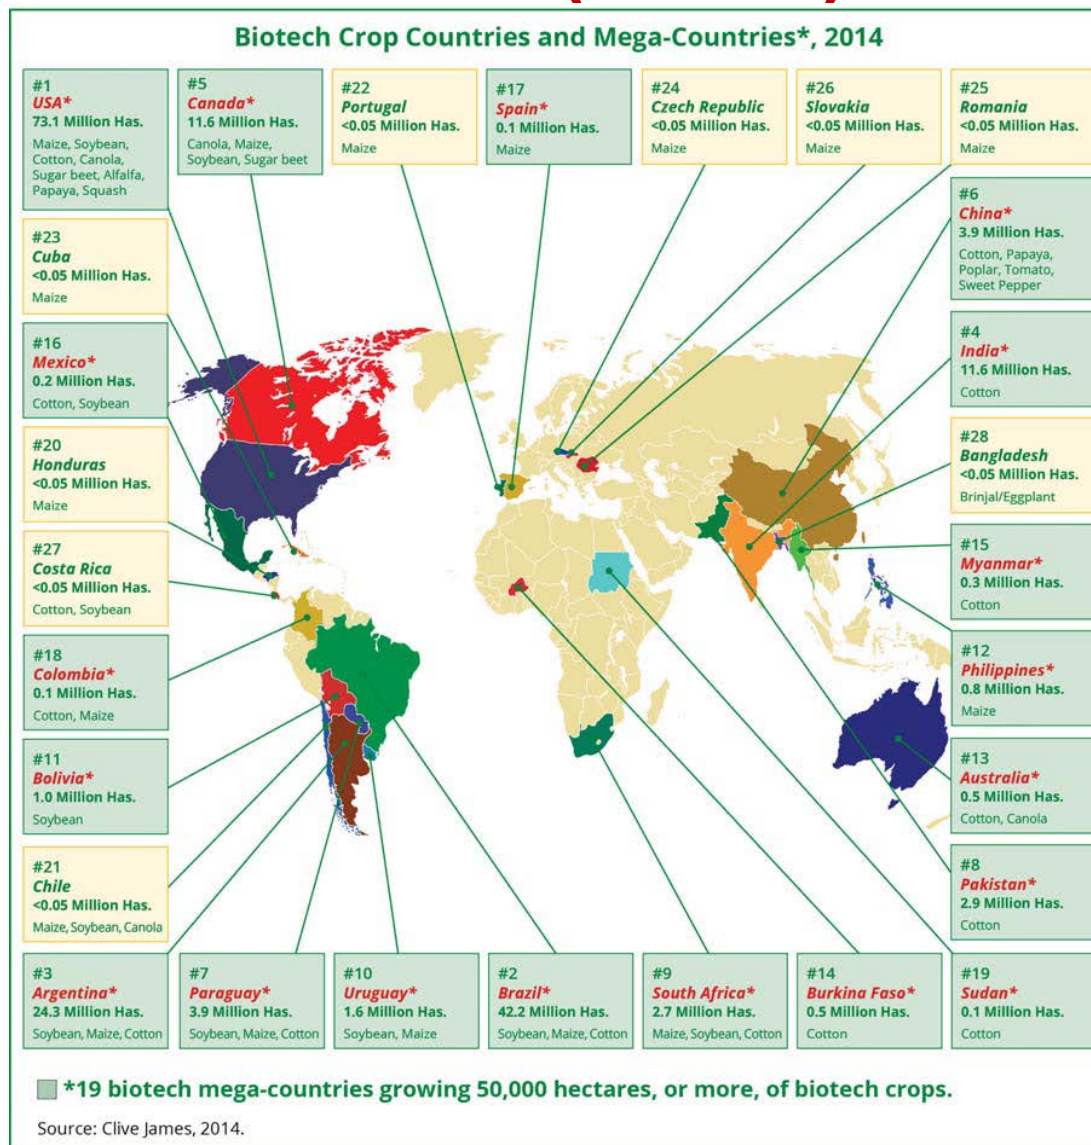 Biotech Crop Countries and Mega-Countries*, 2014
#1
USA*
73.1 Million Has.
Maize, Soybean,
Cotton, Canola,
Sugar beet, Alfalfa,
Papaya, Squash
#5
Canada*
11.6 Million Has.
Canola, Maize,
Soybean, Sugar beet
#22
Portugal
<0.05 Million Has.
Maize
#17
Spain*
0.1 Million Has.
Maize
#24
Czech Republic
<0.05 Million Has.
Maize
#26
Slovakia
<0.05 Million Has.
Maize
#25
Romania
<0.05 Million Has.
Maize
#23
Cuba
<0.05 Million Has.
Maize
#16
Mexico*
0.2 Million Has.
Cotton, Soybean
#20
Honduras
<0.05 Million Has.
Maize
#27
Costa Rica
<0.05 Million Has.
Cotton, Soybean
#18
Colombia*
0.1 Million Has.
Cotton, Maize
#11
Bolivia*
1.0 Million Has.
Soybean
#21
Chile
<0.05 Million Has.
Maize, Soybean, Canola
#6
China*
3.9 Million Has.
Cotton, Papaya,
Poplar, Tomato,
Sweet Pepper
#4
India*
11.6 Million Has.
Cotton
#28
Bangladesh
<0.05 Million Has.
Brinjal/Eggplant
#15
Myanmar*
0.3 Million Has.
Cotton
#12
Philippines*
0.8 Million Has.
Maize
#13
Australia*
0.5 Million Has.
Cotton, Canola
#8
Pakistan*
2.9 Million Has.
Cotton
#3
Argentina*
24.3 Million Has.
Soybean, Maize, Cotton
#7
Paraguay*
3.9 Million Has.
Soybean, Maize, Cotton
#10
Uruguay*
1.6 Million Has.
Soybean, Maize
#2
Brazil*
42.2 Million Has.
Soybean, Maize, Cotton
#9
South Africa*
2.7 Million Has.
Maize, Soybean, Cotton
#14
Burkina Faso*
0.5 Million Has.
Cotton
#19
Sudan*
0.1 Million Has.
Cotton
*19 biotech mega-countries growing 50,000 hectares, or more, of biotech crops.
Source: Clive James, 2014.